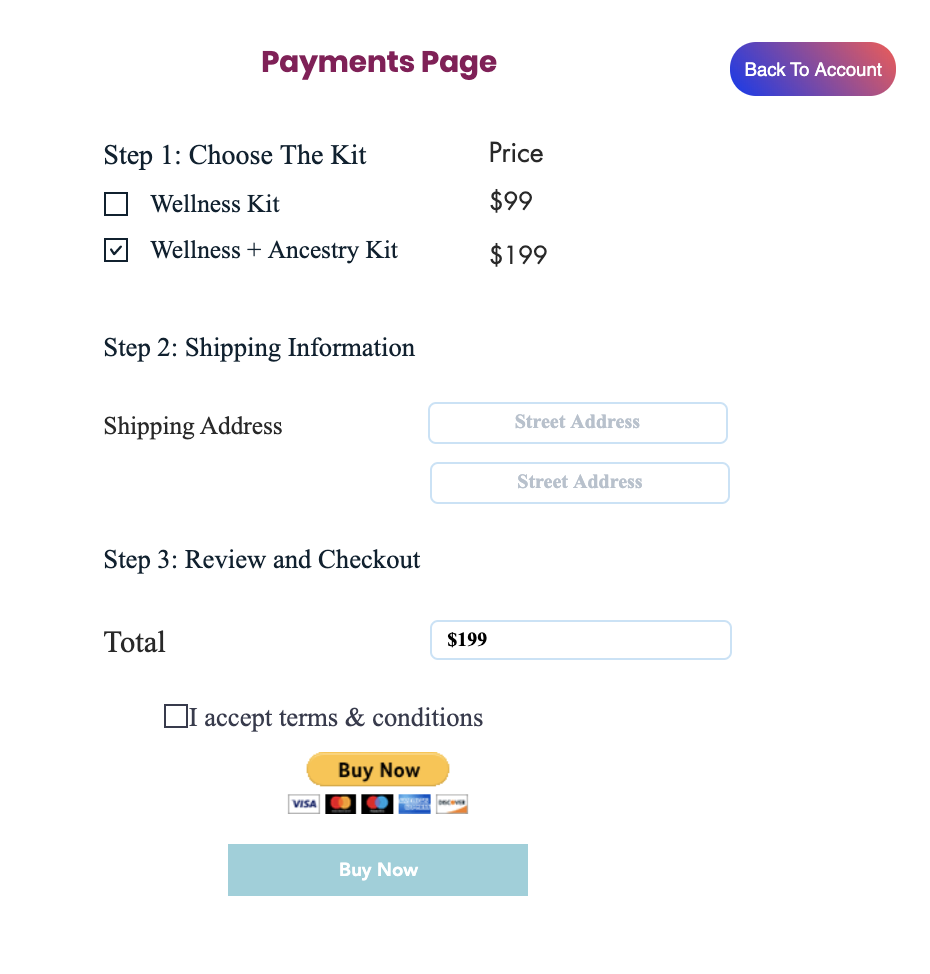 Payments Page
Back To Account
Step 1: Choose The Kit
Price
Wellness Kit
$99
Wellness + Ancestry Kit
$199
Step 2: Shipping Information
Shipping Address
Street Address
Street Address
Step 3: Review and Checkout
Total
$199
I accept terms & conditions
Buy Now
VISA
DISCOVER
Buy Now